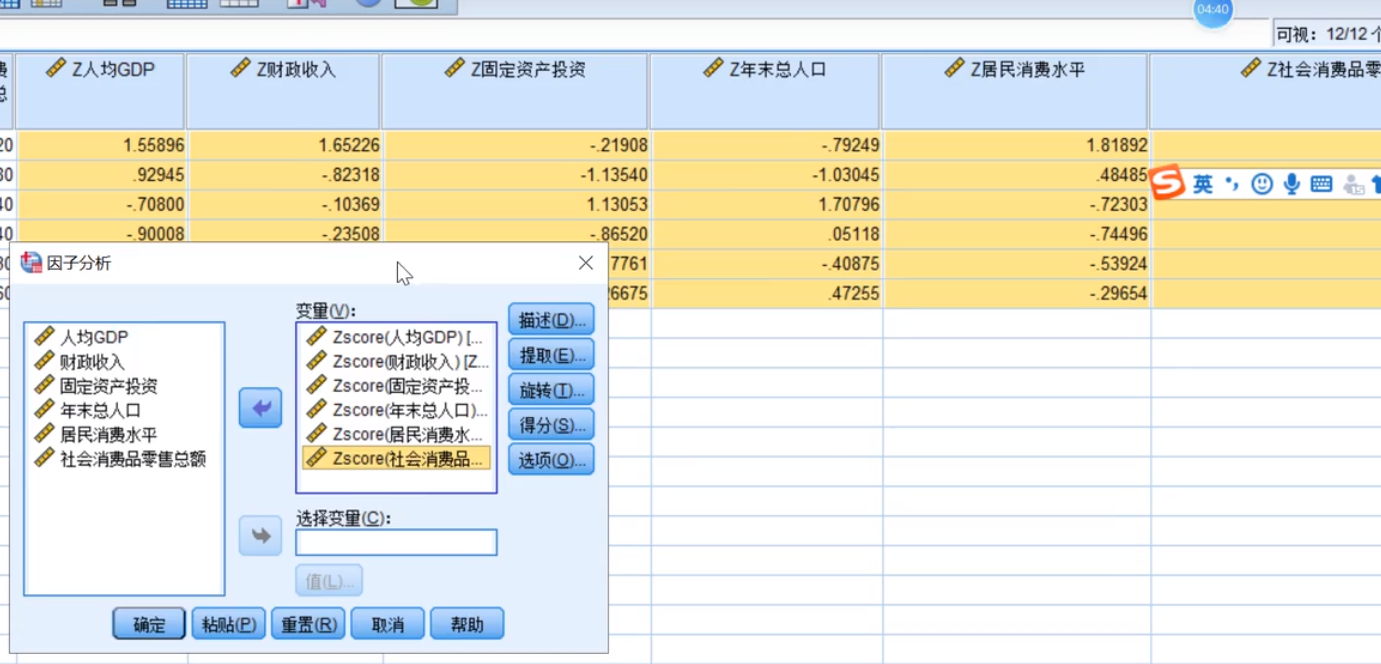 04:40
可视: 12/12 个
Z人均GDP Z财政收入 Z固定资产投资 Z年末总人口 Z居民消费水平 Z社会消费品零
20 1.55896 1.65226 -.21908 -.79249 1.81892
30 .92945 -.82318 -1.13540 -1.03045 .48485
40 -.70800 -.10369 1.13053 1.70796 -.72303
40 -.90008 -.23508 -.86520 .05118 -.74496
7761 -.40875 -.53924
6675 .47255 -.29654
英
因子分析
变量(V):
人均GDP
财政收入
固定资产投资
年末总人口
居民消费水平
社会消费品零售总额
Zscore(人均GDP) [...
Zscore(财政收入) [Z...
Zscore(固定资产投...
Zscore(年末总人口)...
Zscore(居民消费水...
Zscore(社会消费品...
描述(D)...
提取(E)...
旋转(T)...
得分(S)...
选项(O)...
选择变量(C):
值(L)...
确定 粘贴(P) 重置(R) 取消 帮助